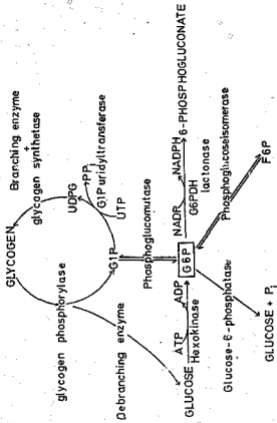 GLYCOGEN
Branching enzyme
+
glycogen synthetase
glycogen phosphorylase
UDPG
PPi
G1P uridyltransferase
UTP
G1P
Debranching enzyme
Phosphoglucomutase
ATP
ADP
GLUCOSE
Hexokinase
G6P
NADP
NADPH
6-PHOSPHOGLUCONATE
G6PDH
lactonase
Glucose-6-phosphatase
Phosphoglucoseisomerase
GLUCOSE + Pi
F6P